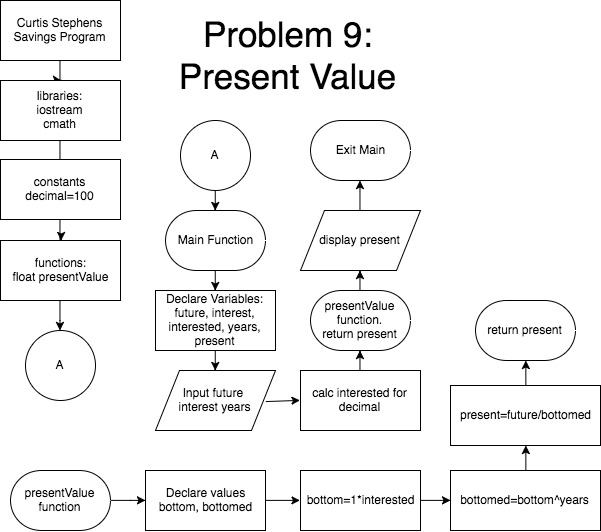 Curtis Stephens
Savings Program
Problem 9:
Present Value
libraries:
iostream
cmath
constants
decimal=100
functions:
float presentValue
A
A
Main Function
Declare Variables:
future, interest,
interested, years,
present
Input future
interest years
calc interested for
decimal
presentValue
function.
return present
display present
Exit Main
presentValue
function
Declare values
bottom, bottomed
bottom=1*interested
bottomed=bottom^years
present=future/bottomed
return present